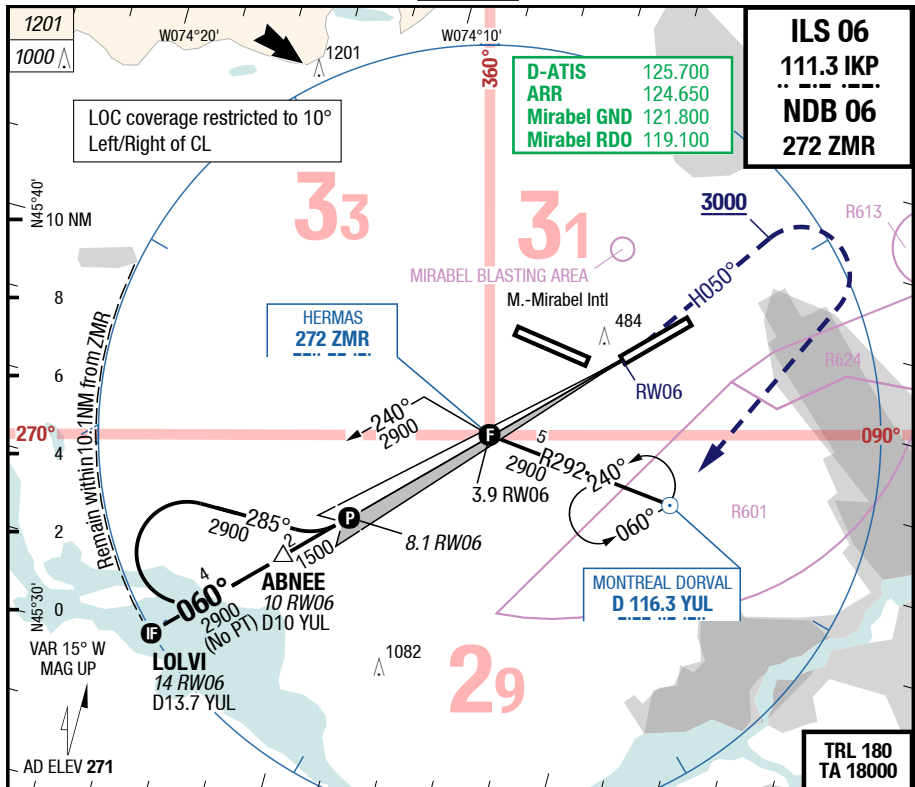 1201
1000
W074°20'
1201
W074°10'
360°
D-ATIS 125.700
ARR 124.650
Mirabel GND 121.800
Mirabel RDO 119.100
ILS 06
111.3 IKP
NDB 06
272 ZMR
LOC coverage restricted to 10°
Left/Right of CL
N45°40'
10 NM
33
31
3000
R613
MIRABEL BLASTING AREA
H050°
8
HERMAS
272 ZMR
M.-Mirabel Intl
484
R624
6
RW06
Remain within 10.1NM from ZMR
240°
2900
270°
F
090°
4
5
R292
2900
3.9 RW06
240°
060°
R601
285°
2900
P
8.1 RW06
2
2
1500
ABNEE
10 RW06
D10 YUL
MONTREAL DORVAL
D 116.3 YUL
4
060°
2900
(No PT)
N45°30'
0
IF
LOLVI
14 RW06
D13.7 YUL
VAR 15° W
MAG UP
1082
29
AD ELEV 271
TRL 180
TA 18000